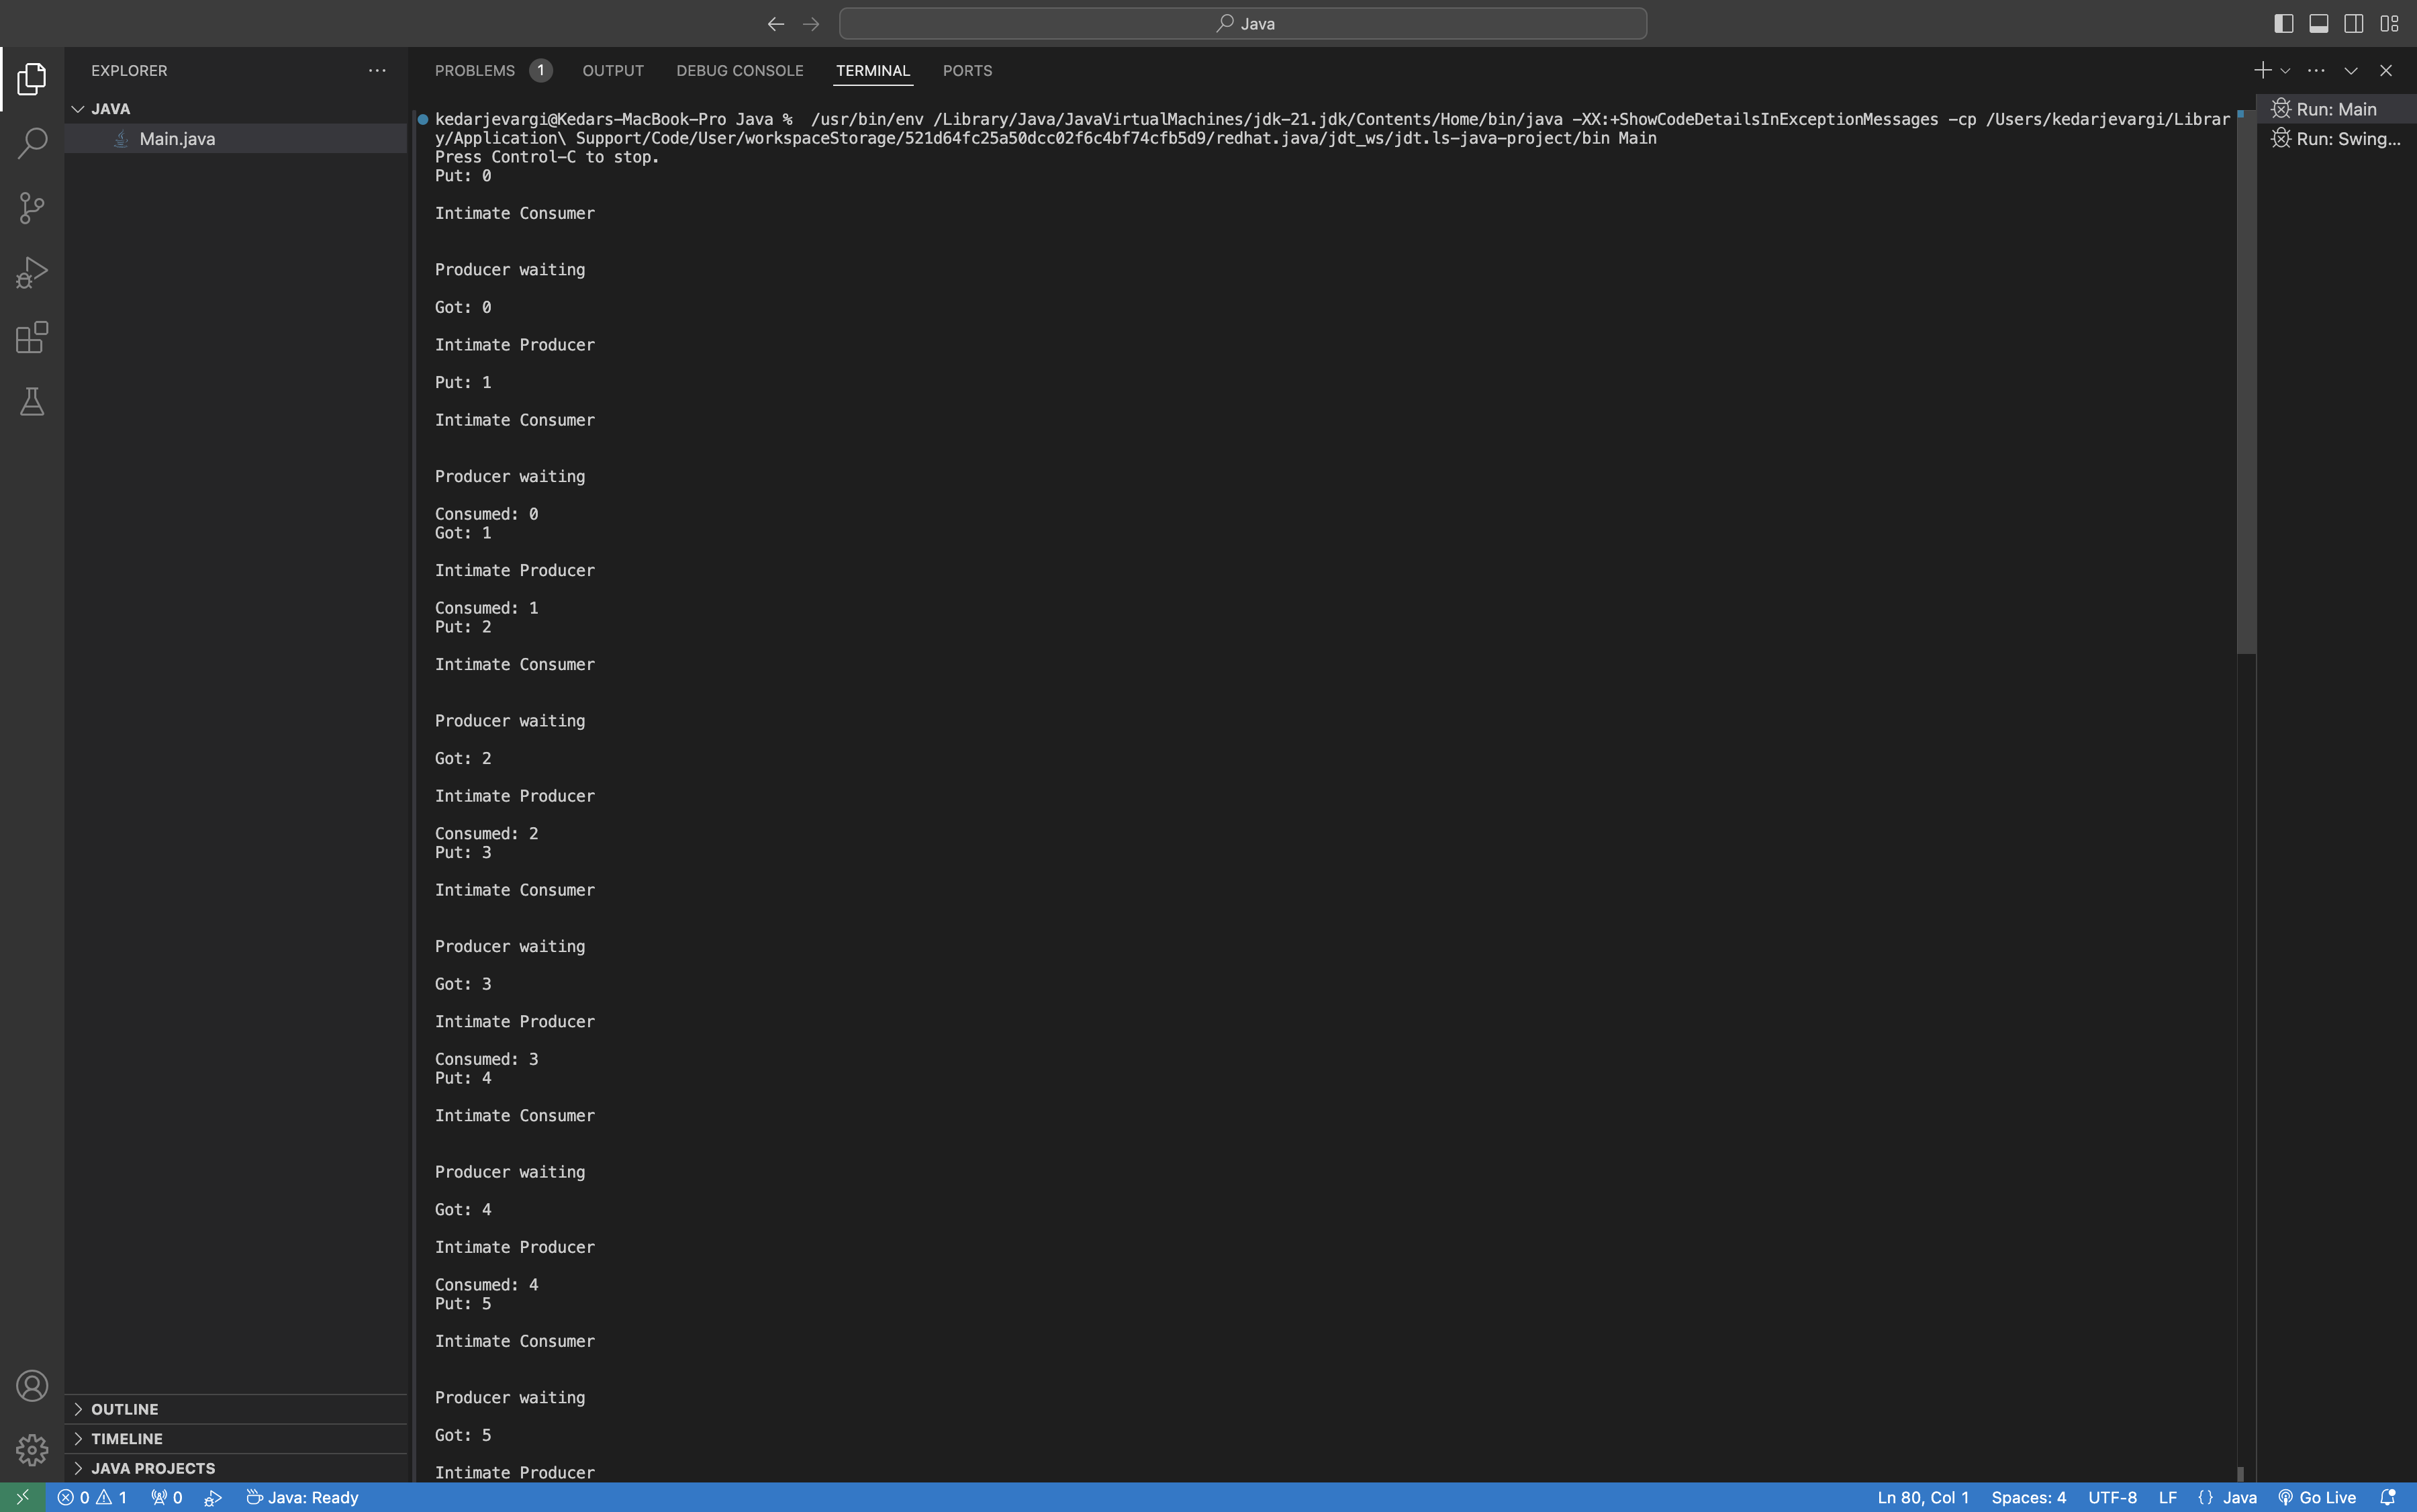 Java
EXPLORER
JAVA
Main.java
OUTLINE
TIMELINE
JAVA PROJECTS
PROBLEMS 1 OUTPUT DEBUG CONSOLE TERMINAL PORTS
kedarjevargi@Kedars-MacBook-Pro Java %  /usr/bin/env /Library/Java/JavaVirtualMachines/jdk-21.jdk/Contents/Home/bin/java -XX:+ShowCodeDetailsInExceptionMessages -cp /Users/kedarjevargi/Librar
y/Application\ Support/Code/User/workspaceStorage/521d64fc25a50dcc02f6c4bf74cfb5d9/redhat.java/jdt_ws/jdt.ls-java-project/bin Main
Press Control-C to stop.
Put: 0
Intimate Consumer
Producer waiting
Got: 0
Intimate Producer
Put: 1
Intimate Consumer
Producer waiting
Consumed: 0
Got: 1
Intimate Producer
Consumed: 1
Put: 2
Intimate Consumer
Producer waiting
Got: 2
Intimate Producer
Consumed: 2
Put: 3
Intimate Consumer
Producer waiting
Got: 3
Intimate Producer
Consumed: 3
Put: 4
Intimate Consumer
Producer waiting
Got: 4
Intimate Producer
Consumed: 4
Put: 5
Intimate Consumer
Producer waiting
Got: 5
Intimate Producer
Run: Main
Run: Swing...
0 1 0 Java: Ready Ln 80, Col 1 Spaces: 4 UTF-8 LF {} Java Go Live